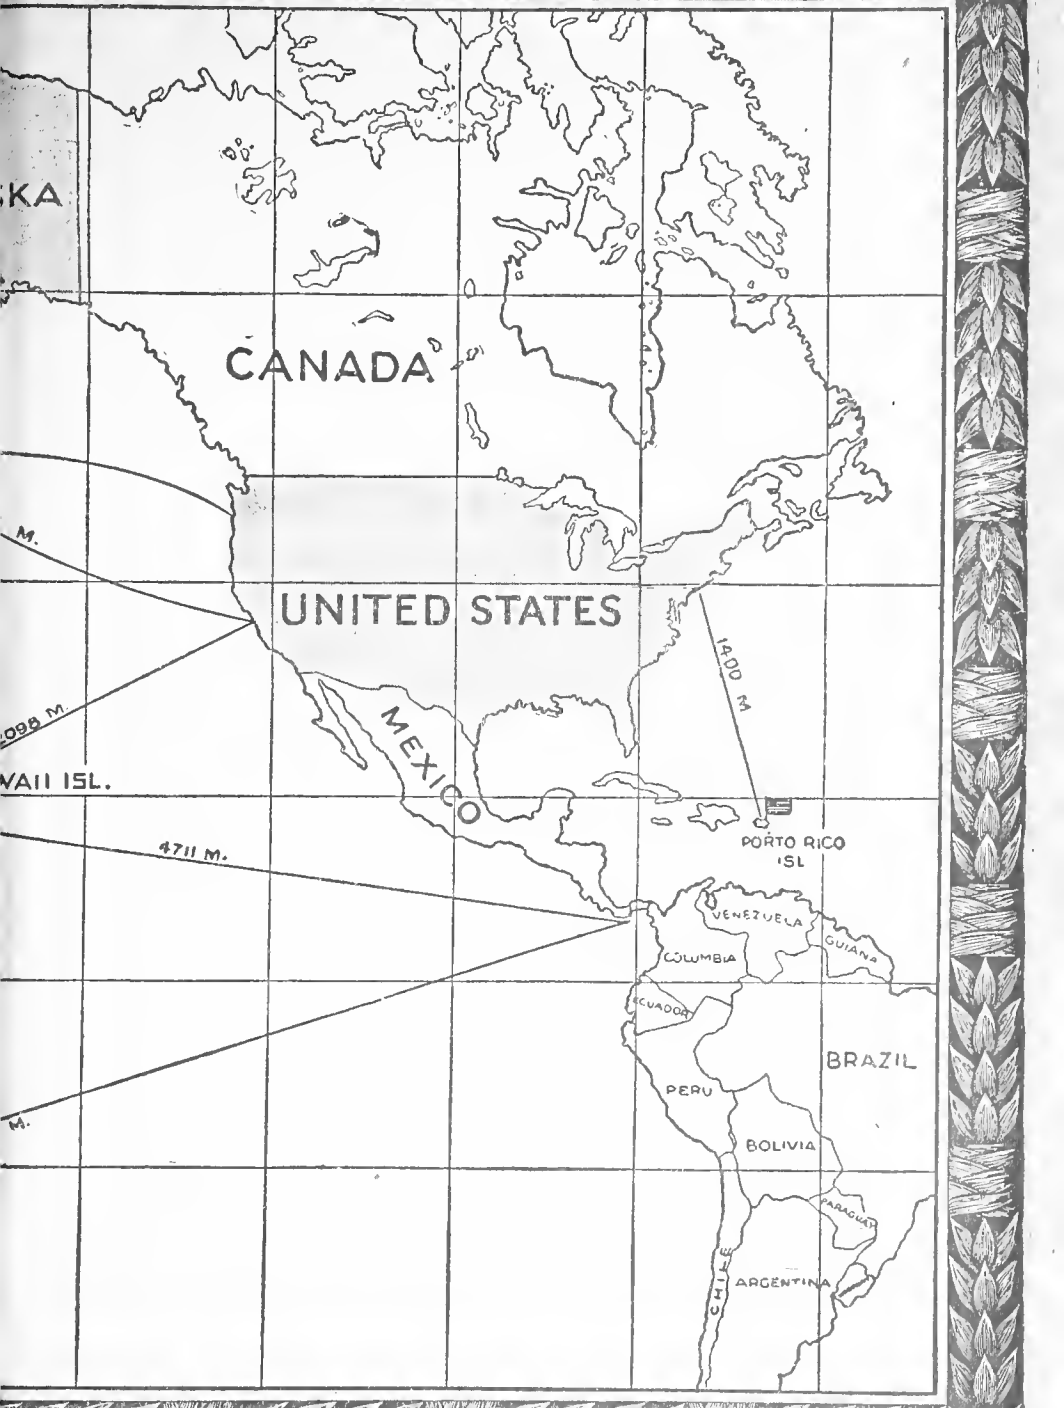 SKA
CANADA
M.
UNITED STATES
1400 M
MEXICO
2098 M.
WAII ISL.
PORTO RICO
ISL
4711 M.
VENEZUELA
GUIANA
COLUMBIA
ECUADOR
BRAZIL
PERU
M.
BOLIVIA
PARAGUAY
CHILE
ARGENTINA